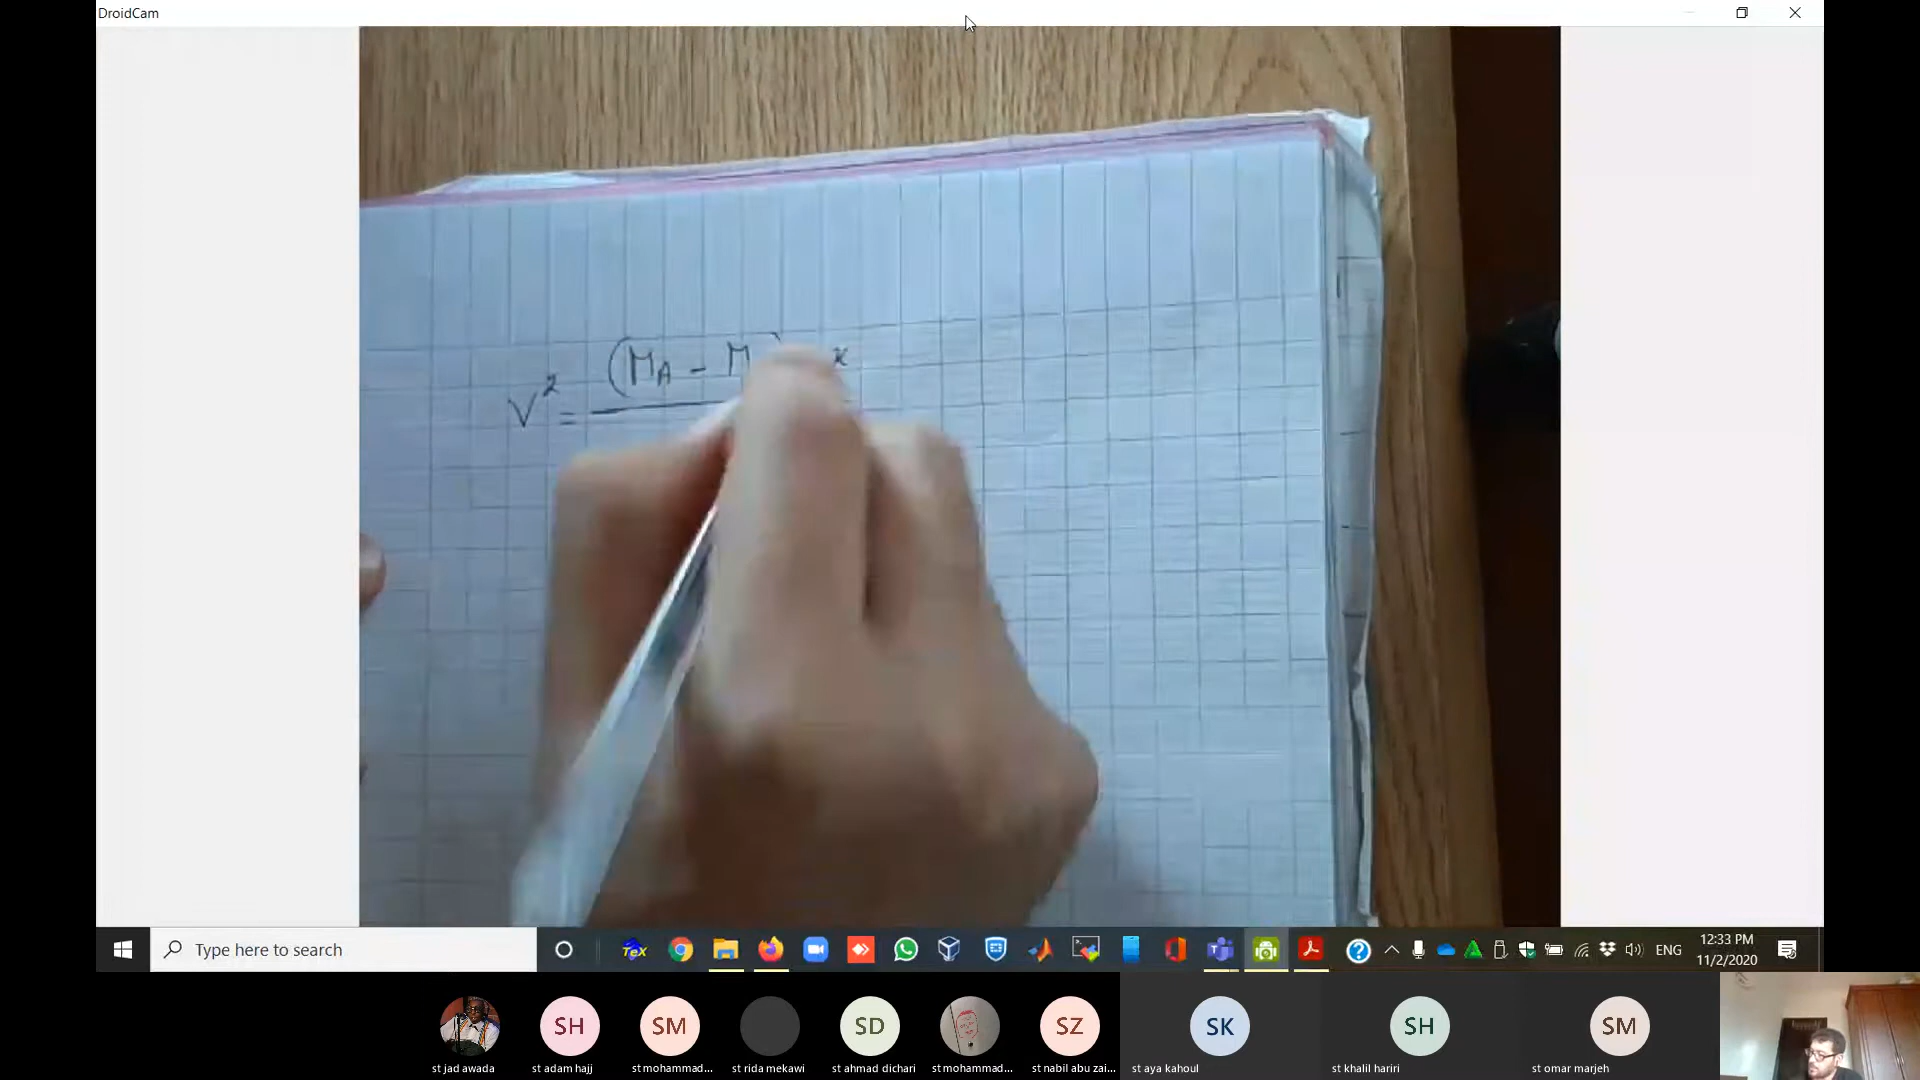 DroidCam
(M_A - M
V² =
Type here to search
TeX
ENG
12:33 PM
11/2/2020
SH
SM
SD
SZ
SK
SH
SM
st jad awada
st adam hajj
st mohammad...
st rida mekawi
st ahmad dichari
st mohammad...
st nabil abu zai...
st aya kahoul
st khalil hariri
st omar marjeh